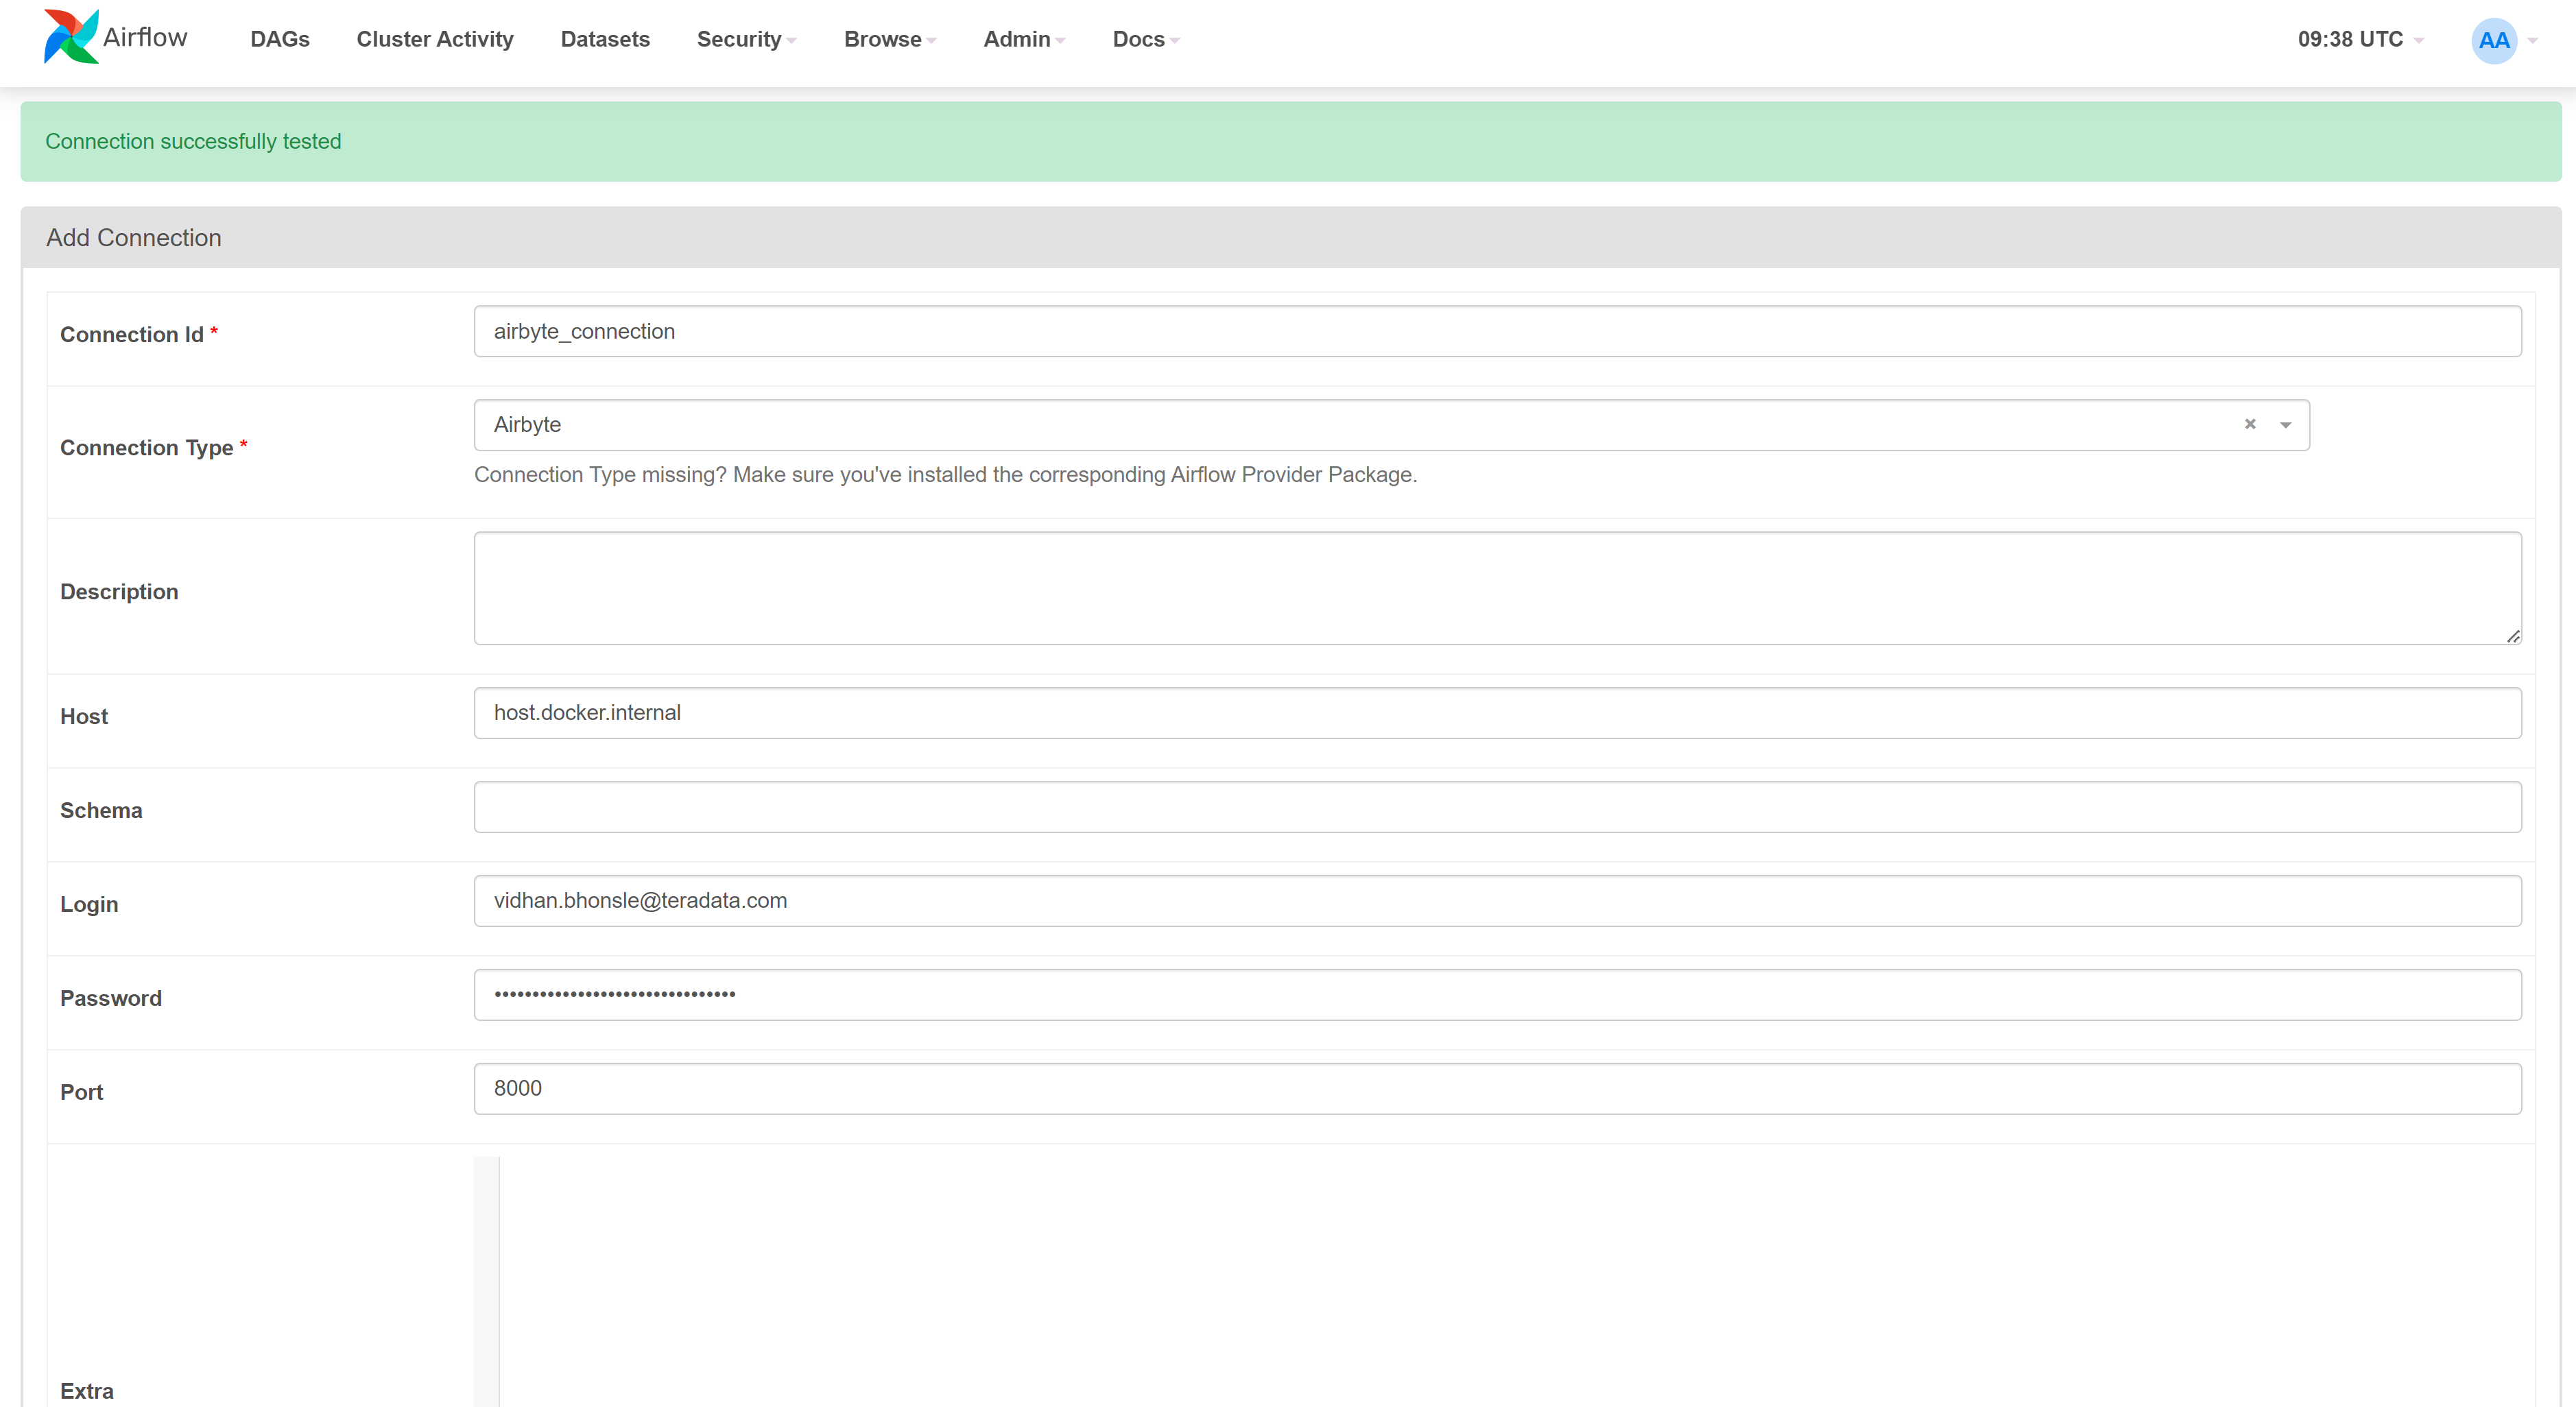 Airflow DAGs Cluster Activity Datasets Security Browse Admin Docs 09:38 UTC AA
Connection successfully tested
Add Connection
Connection Id * airbyte_connection
Connection Type * Airbyte
Connection Type missing? Make sure you've installed the corresponding Airflow Provider Package.
Description
Host host.docker.internal
Schema
Login vidhan.bhonsle@teradata.com
Password ••••••••••••••••••••••••••••••••
Port 8000
Extra